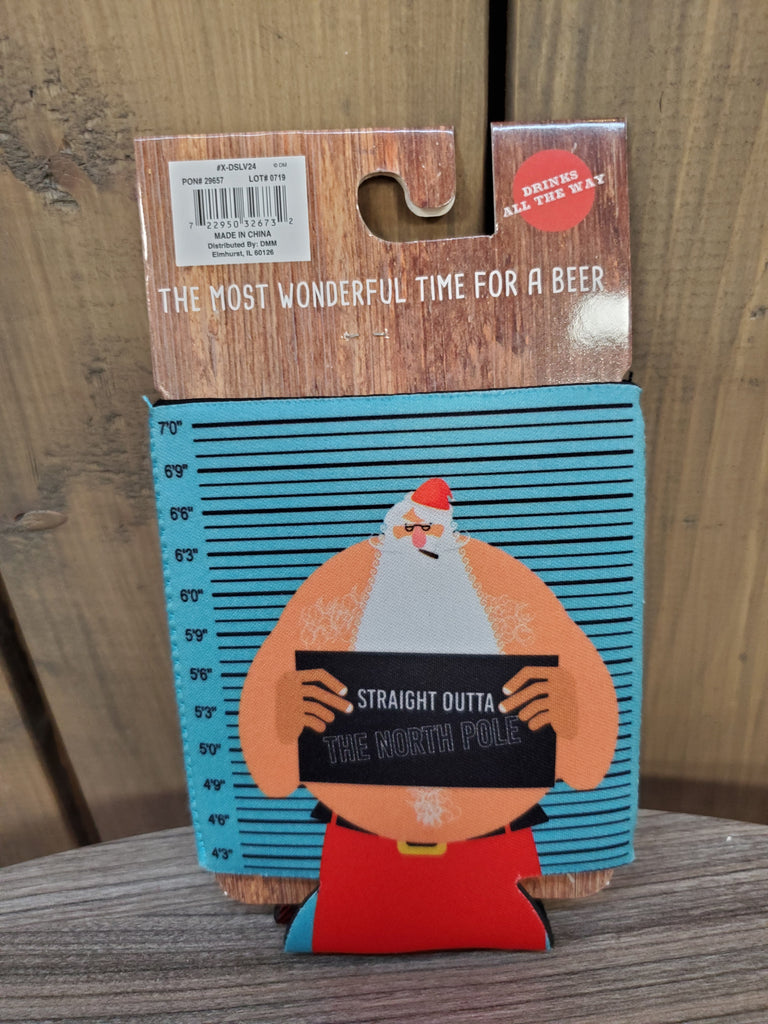 #X-DSLV24 © DM
PON# 29657 LOT# 0719
7 22950 32673 2
MADE IN CHINA
Distributed By: DMM
Elmhurst, IL 60126
DRINKS
ALL THE WAY
THE MOST WONDERFUL TIME FOR A BEER
7'0"
6'9"
6'6"
6'3"
6'0"
5'9"
5'6"
5'3"
5'0"
4'9"
4'6"
4'3"
STRAIGHT OUTTA
THE NORTH POLE